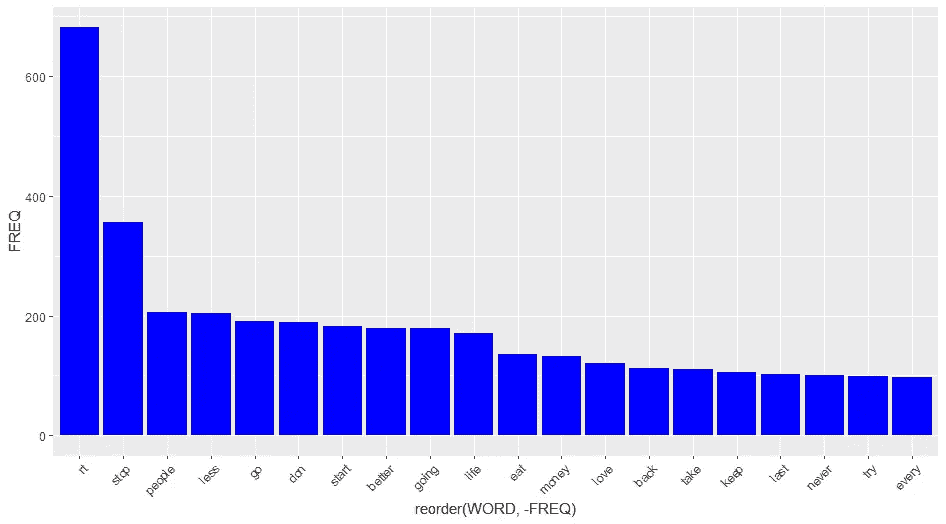 600
400
200
0
FREQ
rt stop people less go don start better going life eat money love back take keep last never try every
reorder(WORD, -FREQ)